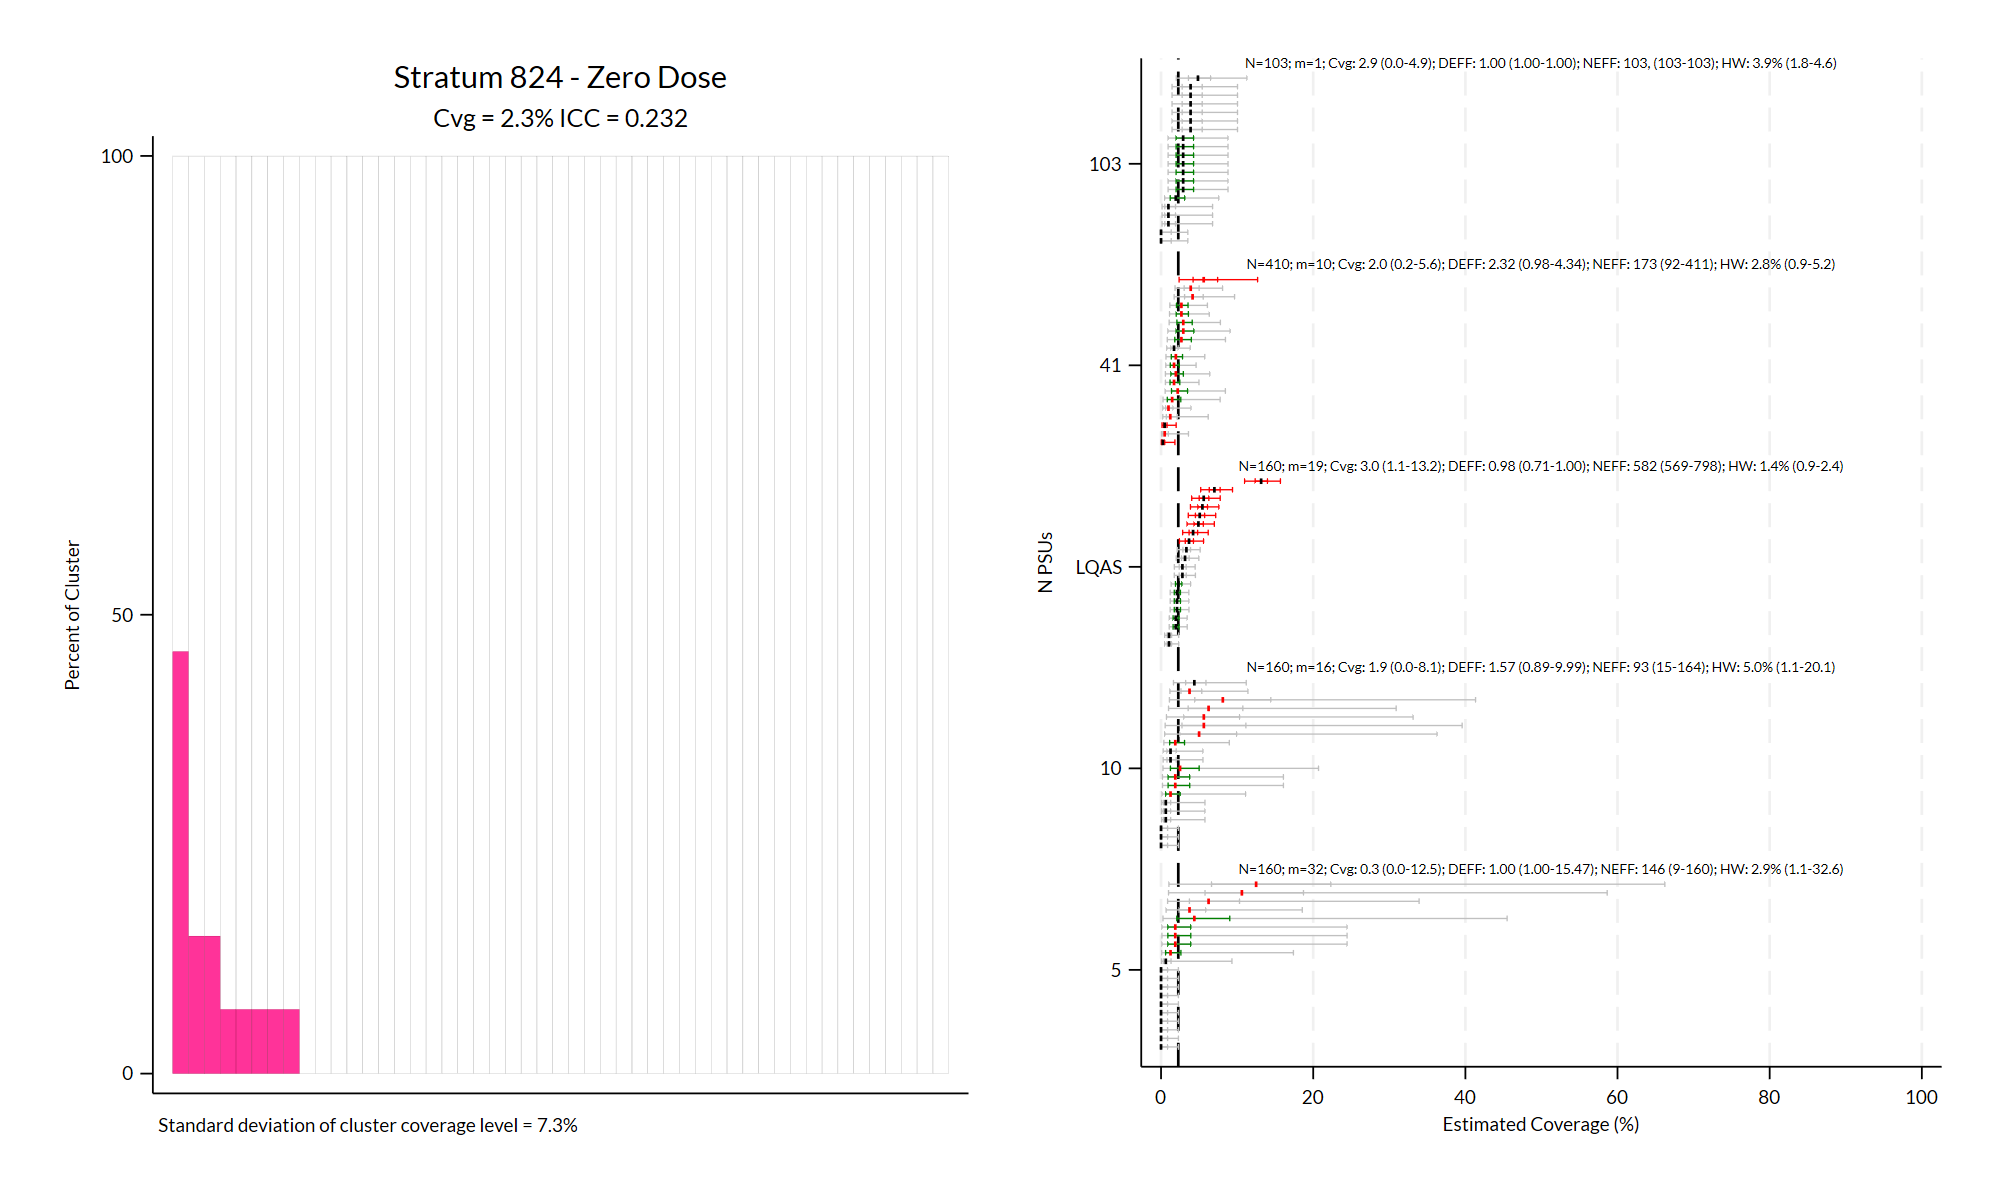 Stratum 824 - Zero Dose
Cvg = 2.3% ICC = 0.232
100
50
0
Percent of Cluster
Standard deviation of cluster coverage level = 7.3%
N PSUs
N=103; m=1; Cvg: 2.9 (0.0-4.9); DEFF: 1.00 (1.00-1.00); NEFF: 103, (103-103); HW: 3.9% (1.8-4.6)
103
N=410; m=10; Cvg: 2.0 (0.2-5.6); DEFF: 2.32 (0.98-4.34); NEFF: 173 (92-411); HW: 2.8% (0.9-5.2)
41
N=160; m=19; Cvg: 3.0 (1.1-13.2); DEFF: 0.98 (0.71-1.00); NEFF: 582 (569-798); HW: 1.4% (0.9-2.4)
LQAS
N=160; m=16; Cvg: 1.9 (0.0-8.1); DEFF: 1.57 (0.89-9.99); NEFF: 93 (15-164); HW: 5.0% (1.1-20.1)
10
N=160; m=32; Cvg: 0.3 (0.0-12.5); DEFF: 1.00 (1.00-15.47); NEFF: 146 (9-160); HW: 2.9% (1.1-32.6)
5
0 20 40 60 80 100
Estimated Coverage (%)